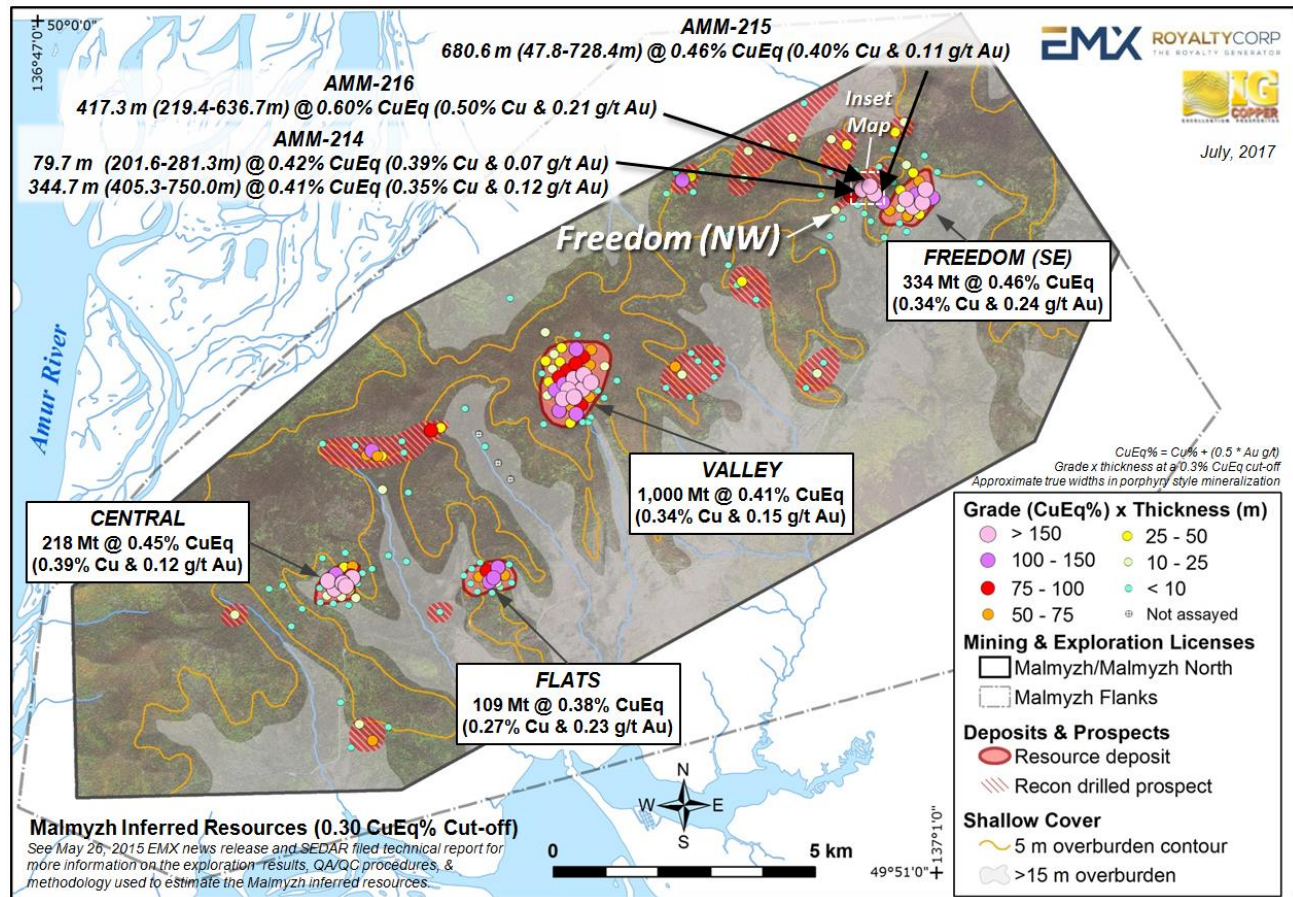 136°47'0"
50°0'0"
AMM-215
680.6 m (47.8-728.4m) @ 0.46% CuEq (0.40% Cu & 0.11 g/t Au)
AMM-216
417.3 m (219.4-636.7m) @ 0.60% CuEq (0.50% Cu & 0.21 g/t Au)
AMM-214
79.7 m (201.6-281.3m) @ 0.42% CuEq (0.39% Cu & 0.07 g/t Au)
344.7 m (405.3-750.0m) @ 0.41% CuEq (0.35% Cu & 0.12 g/t Au)
EMX ROYALTYCORP
THE ROYALTY GENERATOR
IG
COPPER
July, 2017
Inset
Map
Freedom (NW)
FREEDOM (SE)
334 Mt @ 0.46% CuEq
(0.34% Cu & 0.24 g/t Au)
Amur River
VALLEY
1,000 Mt @ 0.41% CuEq
(0.34% Cu & 0.15 g/t Au)
CENTRAL
218 Mt @ 0.45% CuEq
(0.39% Cu & 0.12 g/t Au)
FLATS
109 Mt @ 0.38% CuEq
(0.27% Cu & 0.23 g/t Au)
CuEq% = Cu% + (0.5 * Au g/t)
Grade x thickness at a 0.3% CuEq cut-off
Approximate true widths in porphyry style mineralization
Grade (CuEq%) x Thickness (m)
> 150
100 - 150
75 - 100
50 - 75
25 - 50
10 - 25
< 10
Not assayed
Mining & Exploration Licenses
Malmyzh/Malmyzh North
Malmyzh Flanks
Deposits & Prospects
Resource deposit
Recon drilled prospect
Shallow Cover
5 m overburden contour
>15 m overburden
N
W E
S
0 5 km
49°51'0"
137°1'0"
Malmyzh Inferred Resources (0.30 CuEq% Cut-off)
See May 26, 2015 EMX news release and SEDAR filed technical report for
more information on the exploration results, QA/QC procedures, &
methodology used to estimate the Malmyzh inferred resources.